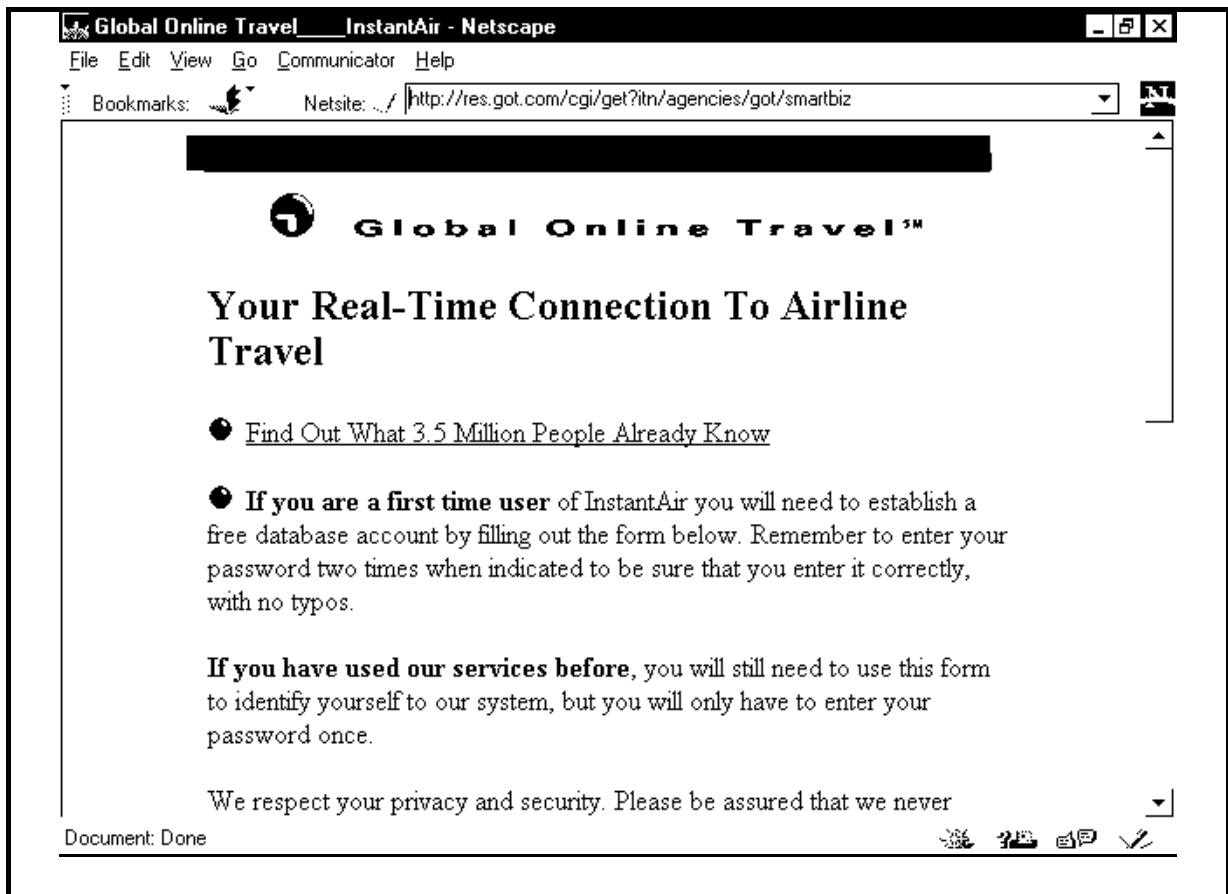 Global Online Travel____InstantAir - Netscape
File Edit View Go Communicator Help
Bookmarks: Netsite: http://res.got.com/cgi/get?itn/agencies/got/smartbiz
N
Global Online Travel℠
Your Real-Time Connection To Airline
Travel
Find Out What 3.5 Million People Already Know
If you are a first time user of InstantAir you will need to establish a
free database account by filling out the form below. Remember to enter your
password two times when indicated to be sure that you enter it correctly,
with no typos.
If you have used our services before, you will still need to use this form
to identify yourself to our system, but you will only have to enter your
password once.
We respect your privacy and security. Please be assured that we never
Document: Done